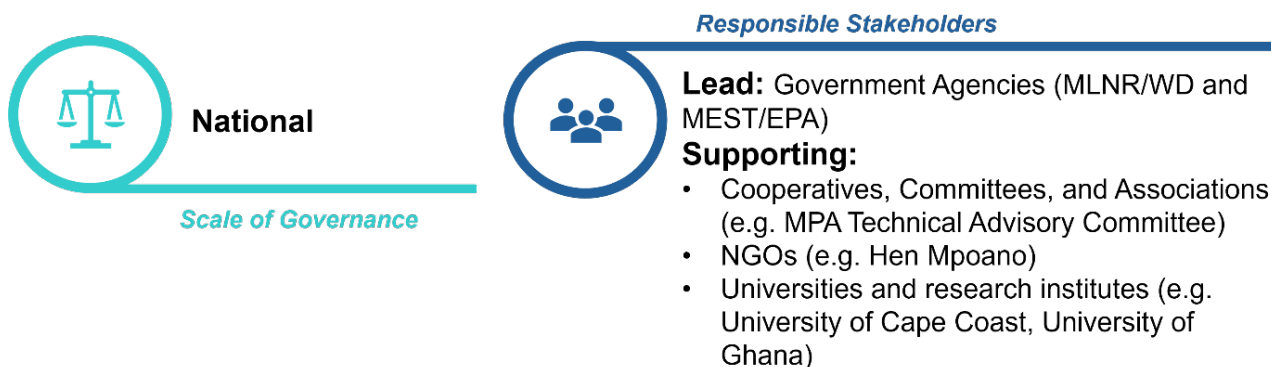 National
Scale of Governance
Responsible Stakeholders
Lead: Government Agencies (MLNR/WD and
MEST/EPA)
Supporting:
• Cooperatives, Committees, and Associations
(e.g. MPA Technical Advisory Committee)
• NGOs (e.g. Hen Mpoano)
• Universities and research institutes (e.g.
University of Cape Coast, University of
Ghana)